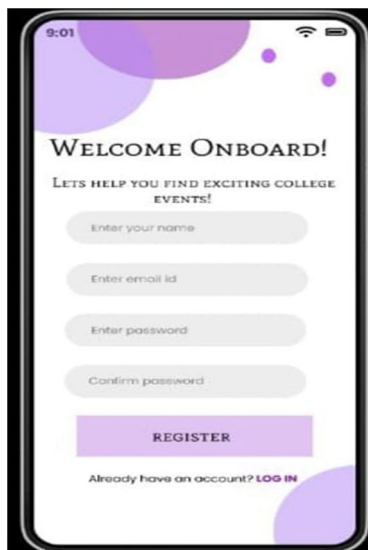 9:01
WELCOME ONBOARD!
LETS HELP YOU FIND EXCITING COLLEGE
EVENTS!
Enter your name
Enter email id
Enter password
Confirm password
REGISTER
Already have an account? LOG IN